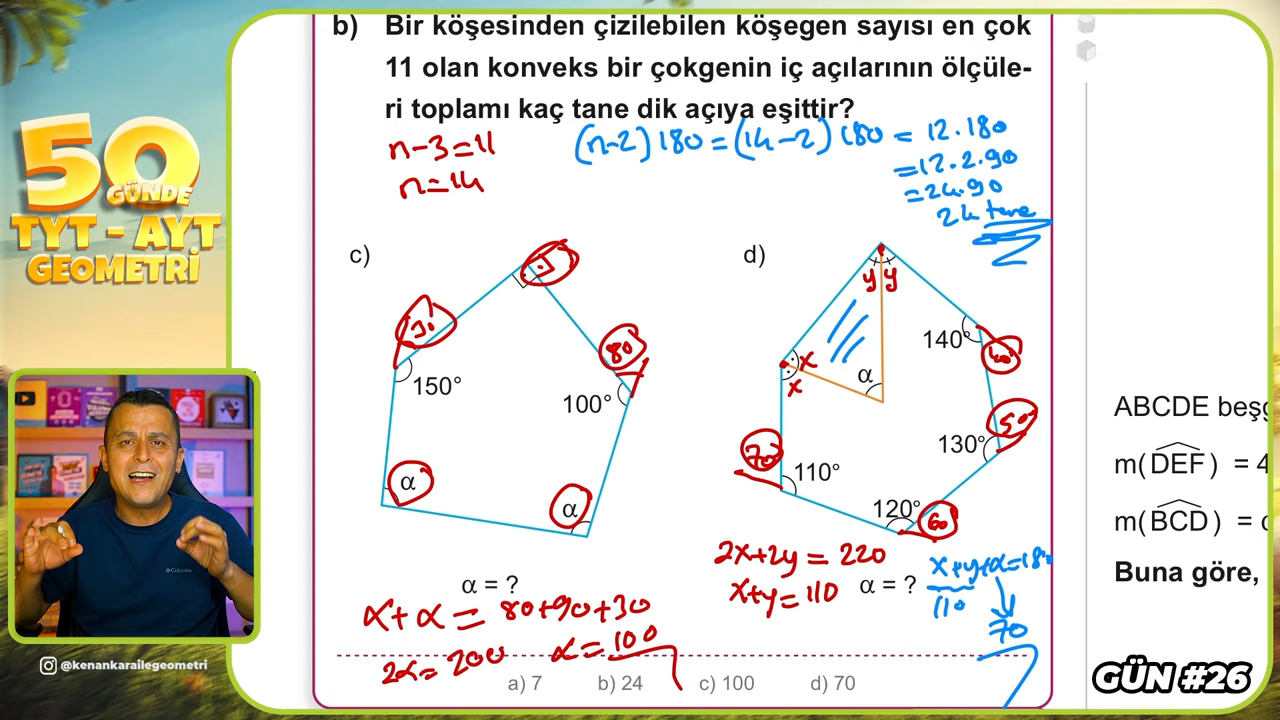 50
GÜNDE
TYT - AYT
GEOMETRİ
b) Bir köşesinden çizilebilen köşegen sayısı en çok
11 olan konveks bir çokgenin iç açılarının ölçüle-
ri toplamı kaç tane dik açıya eşittir?
n-3=11
n=14
(n-2)180=(14-2)180=12.180
=12.2.90
=24.90
24 tane
c)
30
80
150°
100°
α
α
α = ?
α+α=80+90+30
2α=200
α=100
d)
y y
x
x
α
140°
40
130°
50
120°
60
110°
70
α = ?
2x+2y=220
x+y=110
x+y+α=180
110
70
a) 7 b) 24 c) 100 d) 70
ABCDE beşg
m(DEF) = 4
m(BCD) =
Buna göre,
Columbia
@kenankarailegeometri
GÜN #26